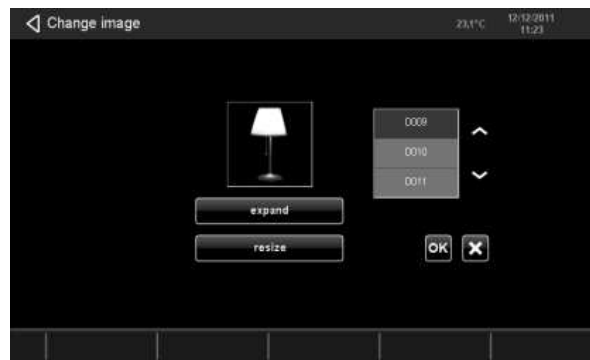 Change image
23,1°C
12/12/2011
11:23
0009
0010
0011
expand
resize
OK